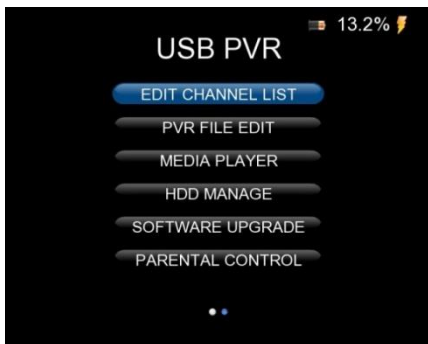 13.2%
USB PVR
EDIT CHANNEL LIST
PVR FILE EDIT
MEDIA PLAYER
HDD MANAGE
SOFTWARE UPGRADE
PARENTAL CONTROL